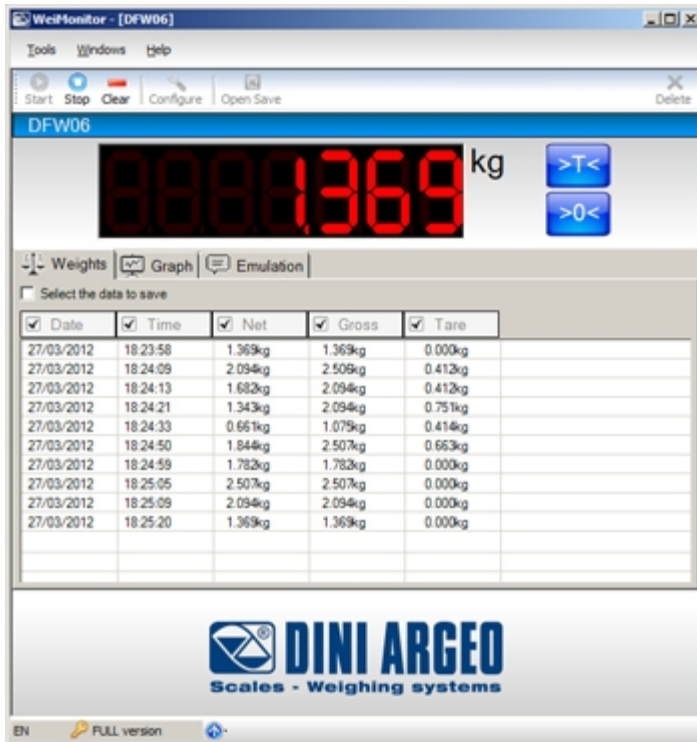 WeiMonitor - [DFW06]
Tools Windows Help
Start Stop Clear Configure Open Save Delete
DFW06
1.369 kg >T<
>0<
Weights Graph Emulation
Select the data to save
Date Time Net Gross Tare
27/03/2012 18:23:58 1.369kg 1.369kg 0.000kg
27/03/2012 18:24:09 2.094kg 2.506kg 0.412kg
27/03/2012 18:24:13 1.682kg 2.094kg 0.412kg
27/03/2012 18:24:21 1.343kg 2.094kg 0.751kg
27/03/2012 18:24:33 0.661kg 1.075kg 0.414kg
27/03/2012 18:24:50 1.844kg 2.507kg 0.663kg
27/03/2012 18:24:59 1.782kg 1.782kg 0.000kg
27/03/2012 18:25:05 2.507kg 2.507kg 0.000kg
27/03/2012 18:25:09 2.094kg 2.094kg 0.000kg
27/03/2012 18:25:20 1.369kg 1.369kg 0.000kg
DINI ARGEO
Scales - Weighing systems
EN FULL version